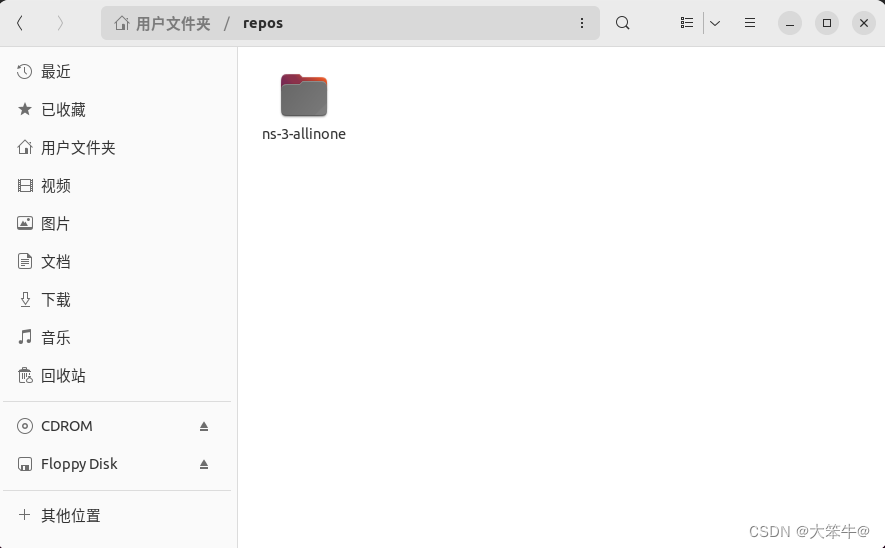 用户文件夹 / repos
最近
已收藏
用户文件夹
视频
图片
文档
下载
音乐
回收站
CDROM
Floppy Disk
其他位置
ns-3-allinone
CSDN @大笨牛@